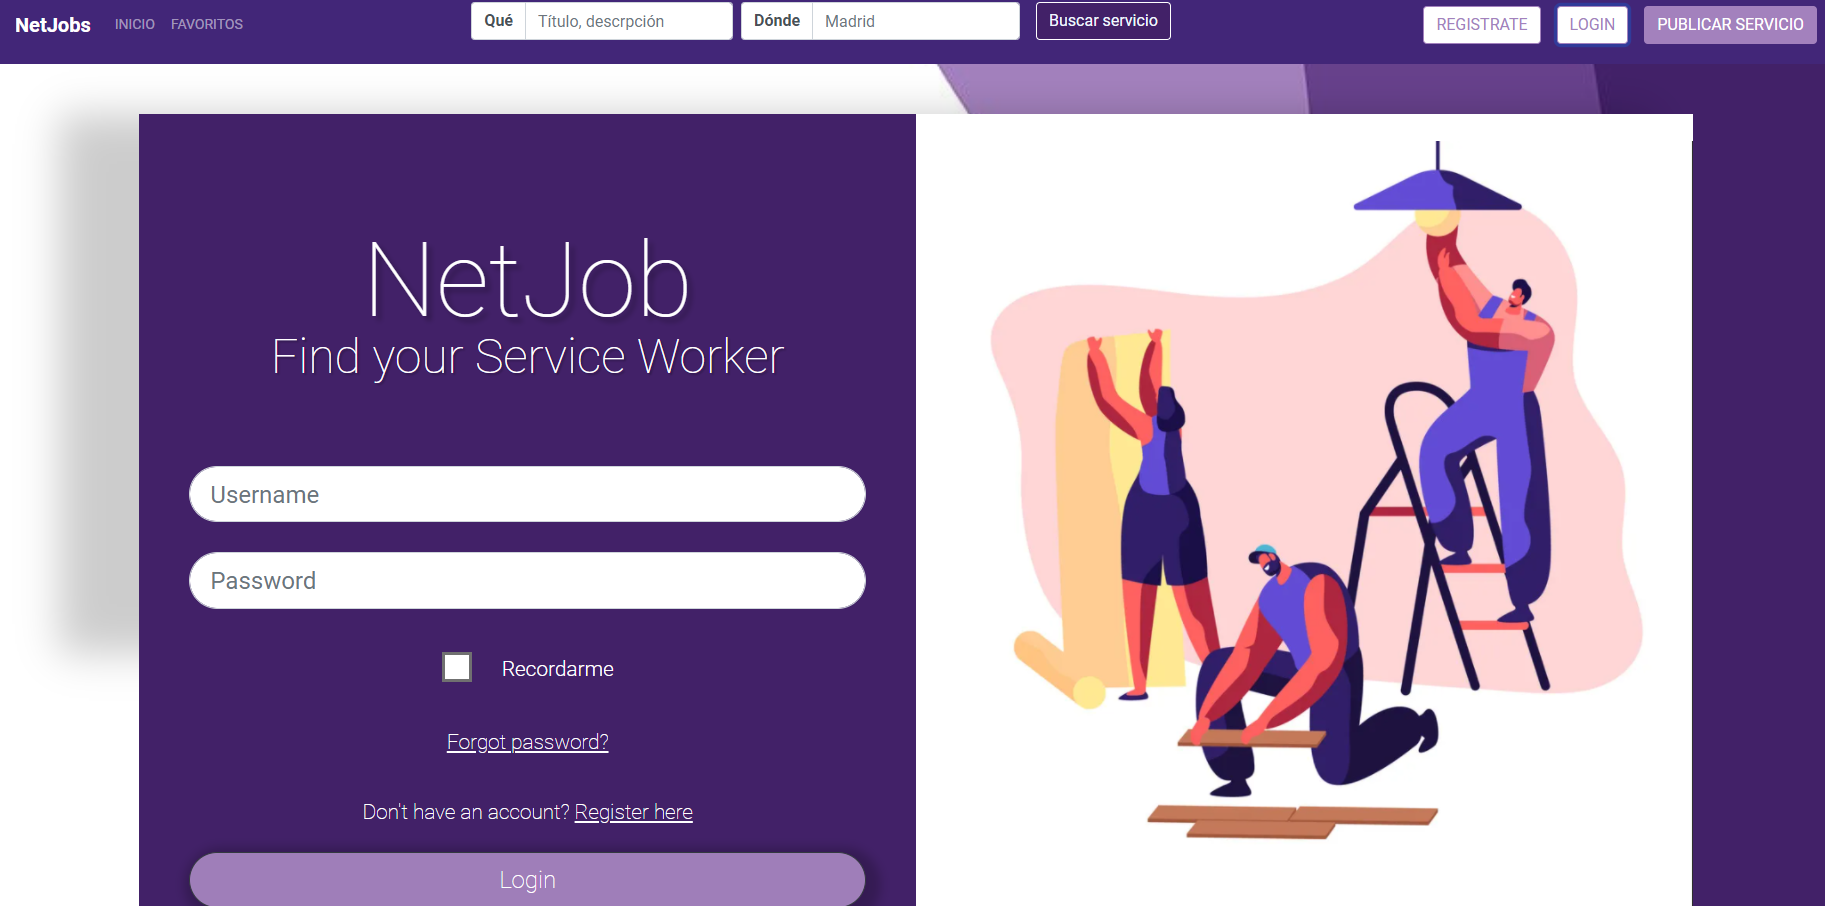 NetJobs INICIO FAVORITOS Qué Título, descrpción Dónde Madrid Buscar servicio REGISTRATE LOGIN PUBLICAR SERVICIO
NetJob
Find your Service Worker
Username
Password
Recordarme
Forgot password?
Don't have an account? Register here
Login